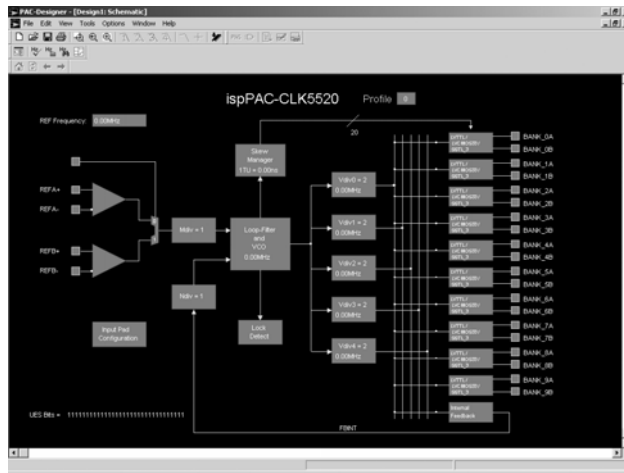 PAC-Designer - [Design1: Schematic]
File Edit View Tools Options Window Help
ispPAC-CLK5520
Profile 0
REF Frequency: 0.00MHz
20
Skew
Manager
1TU = 0.00ns
REFA+
REFA-
REFB+
REFB-
Mdiv = 1
Ndiv = 1
Loop-Filter
and
VCO
0.00MHz
Lock
Detect
Input Pad
Configuration
Vdiv0 = 2
0.00MHz
Vdiv1 = 2
0.00MHz
Vdiv2 = 2
0.00MHz
Vdiv3 = 2
0.00MHz
Vdiv4 = 2
0.00MHz
BANK_0A
BANK_0B
BANK_1A
BANK_1B
BANK_2A
BANK_2B
BANK_3A
BANK_3B
BANK_4A
BANK_4B
BANK_5A
BANK_5B
BANK_6A
BANK_6B
BANK_7A
BANK_7B
BANK_8A
BANK_8B
BANK_9A
BANK_9B
Internal
Feedback
FBINT
UES Bits =